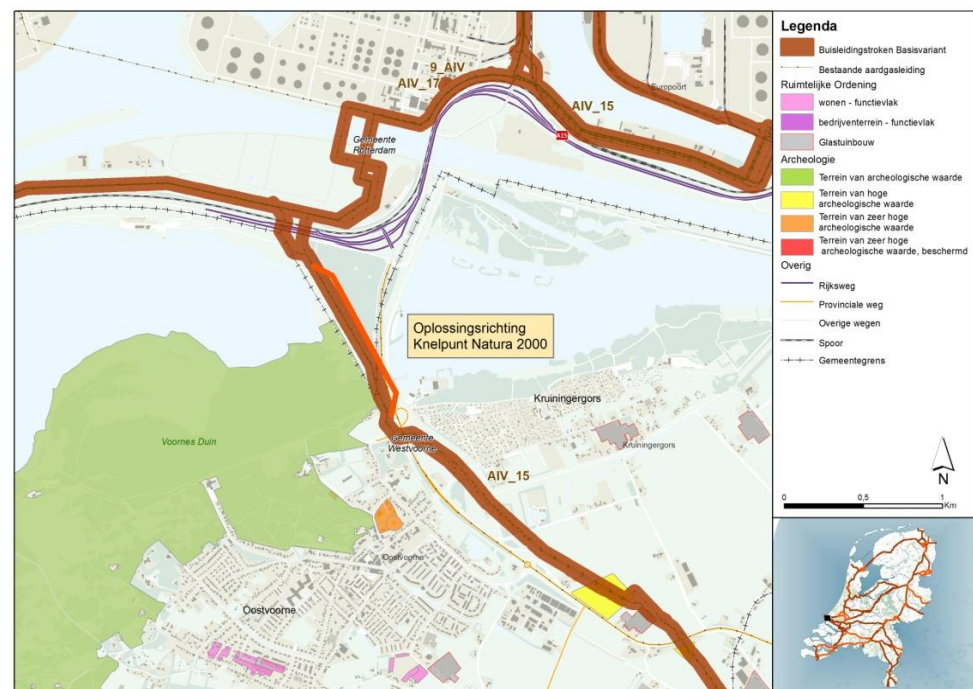 9_AIV
AIV_17
AIV_15
Europoort
A15
Gemeente
Rotterdam
Oplossingsrichting
Knelpunt Natura 2000
Kruiningergors
Kruiningergors
Voornes Duin
Gemeente
Westvoorne
AIV_15
Oostvoorne
Oostvoorne
Legenda
Buisleidingstroken Basisvariant
Bestaande aardgasleiding
Ruimtelijke Ordening
wonen - functievlak
bedrijventerrein - functievlak
Glastuinbouw
Archeologie
Terrein van archeologische waarde
Terrein van hoge
archeologische waarde
Terrein van zeer hoge
archeologische waarde
Terrein van zeer hoge
archeologische waarde, beschermd
Overig
Rijksweg
Provinciale weg
Overige wegen
Spoor
Gemeentegrens
N
0 0,5 1
Km